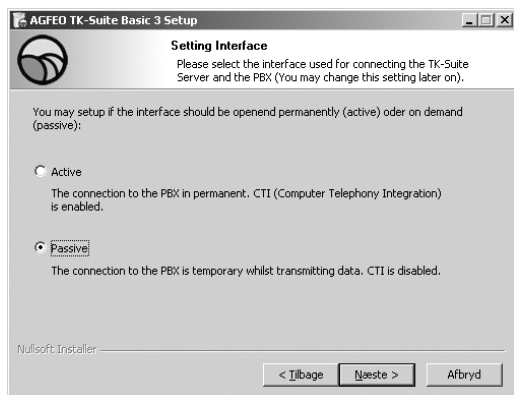 AGFEO TK-Suite Basic 3 Setup
Setting Interface
Please select the interface used for connecting the TK-Suite
Server and the PBX (You may change this setting later on).
You may setup if the interface should be openend permanently (active) oder on demand
(passive):
Active
The connection to the PBX in permanent. CTI (Computer Telephony Integration)
is enabled.
Passive
The connection to the PBX is temporary whilst transmitting data. CTI is disabled.
Nullsoft Installer
< Tilbage Næste > Afbryd